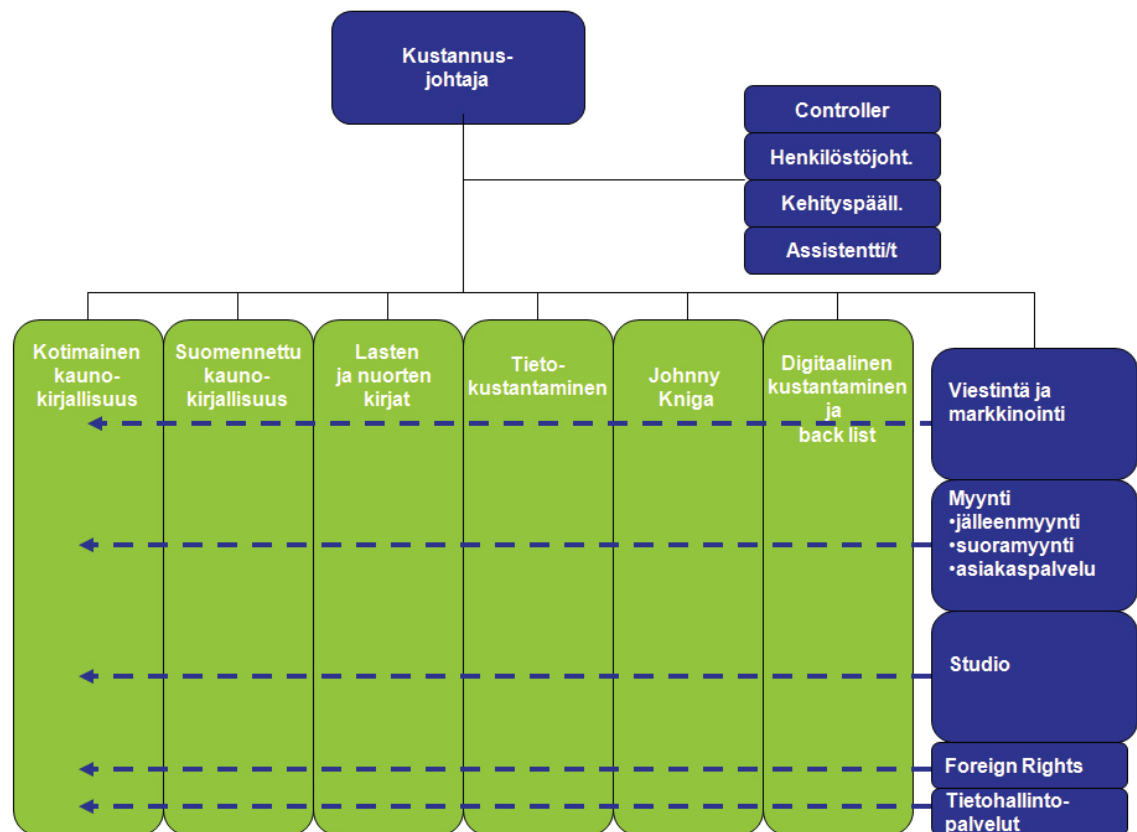 Kustannus-
johtaja
Controller
Henkilöstöjoht.
Kehityspääll.
Assistentti/t
Kotimainen
kauno-
kirjallisuus
Suomennettu
kauno-
kirjallisuus
Lasten
ja nuorten
kirjat
Tieto-
kustantaminen
Johnny
Kniga
Digitaalinen
kustantaminen
ja
back list
Viestintä ja
markkinointi
Myynti
•jälleenmyynti
•suoramyynti
•asiakaspalvelu
Studio
Foreign Rights
Tietohallinto-
palvelut